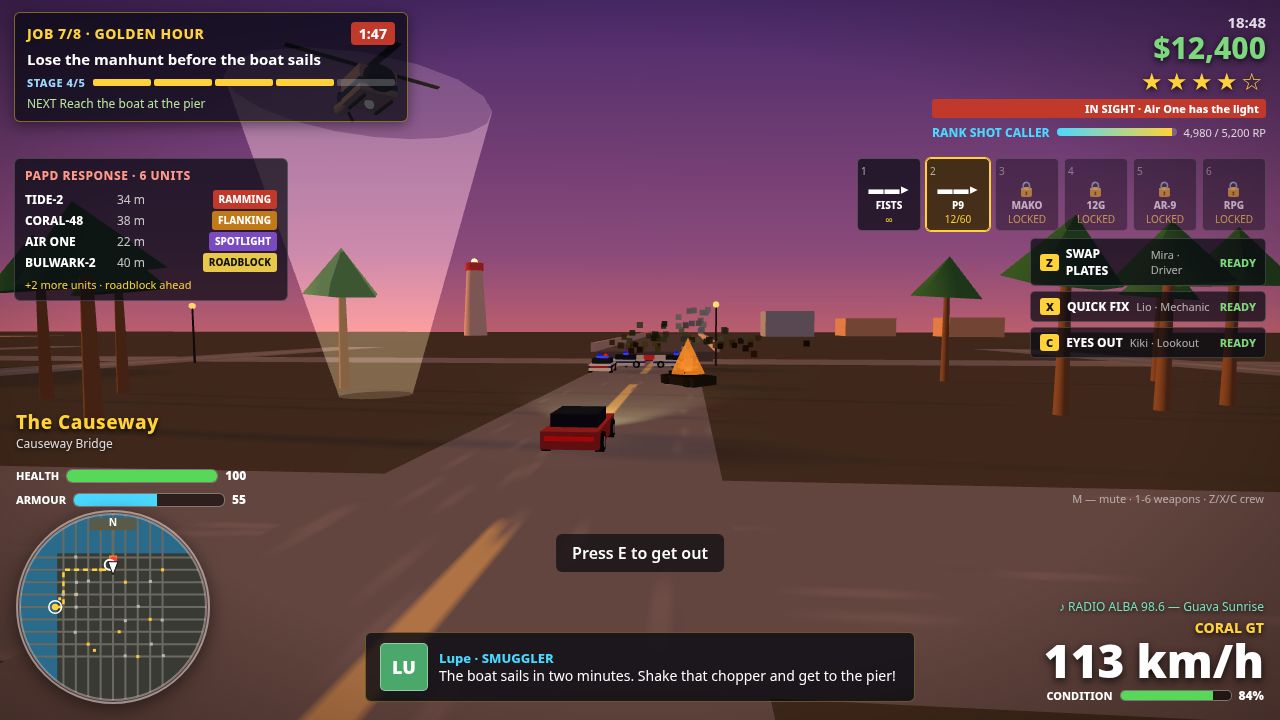 JOB 7/8 · GOLDEN HOUR 1:47
Lose the manhunt before the boat sails
STAGE 4/5
NEXT Reach the boat at the pier
18:48
$12,400
★★★★☆
IN SIGHT · Air One has the light
RANK SHOT CALLER 4,980 / 5,200 RP
PAPD RESPONSE · 6 UNITS
TIDE-2 34 m RAMMING
CORAL-48 38 m FLANKING
AIR ONE 22 m SPOTLIGHT
BULWARK-2 40 m ROADBLOCK
+2 more units · roadblock ahead
1 2 3 4 5 6
FISTS P9 MAKO 12G AR-9 RPG
∞ 12/60 LOCKED LOCKED LOCKED LOCKED
Z SWAP PLATES Mira · Driver READY
X QUICK FIX Lio · Mechanic READY
C EYES OUT Kiki · Lookout READY
The Causeway
Causeway Bridge
HEALTH 100
ARMOUR 55
N
M — mute · 1-6 weapons · Z/X/C crew
Press E to get out
LU
Lupe · SMUGGLER
The boat sails in two minutes. Shake that chopper and get to the pier!
♪ RADIO ALBA 98.6 — Guava Sunrise
CORAL GT
113 km/h
CONDITION 84%